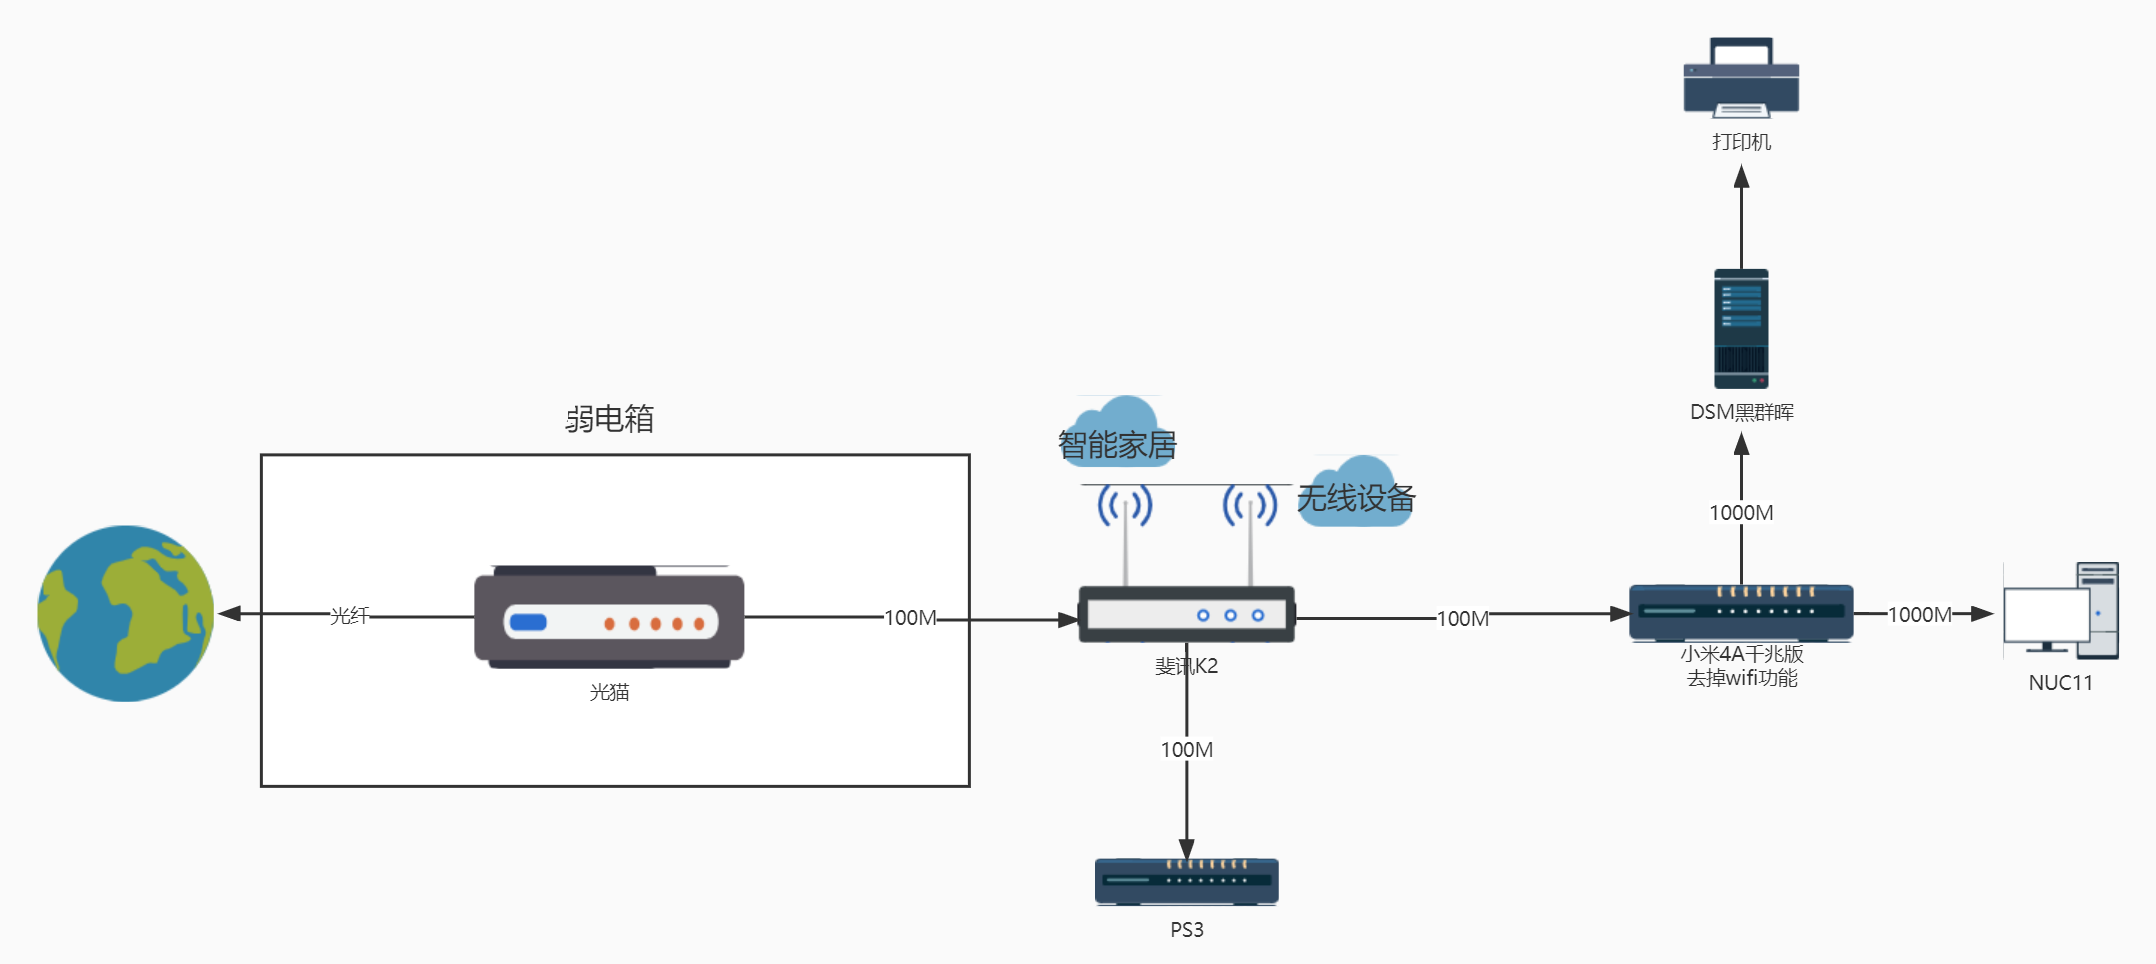 打印机
DSM黑群晖
弱电箱
智能家居
无线设备
1000M
光纤
100M
100M
1000M
斐讯K2
小米4A千兆版
去掉wifi功能
光猫
NUC11
100M
PS3